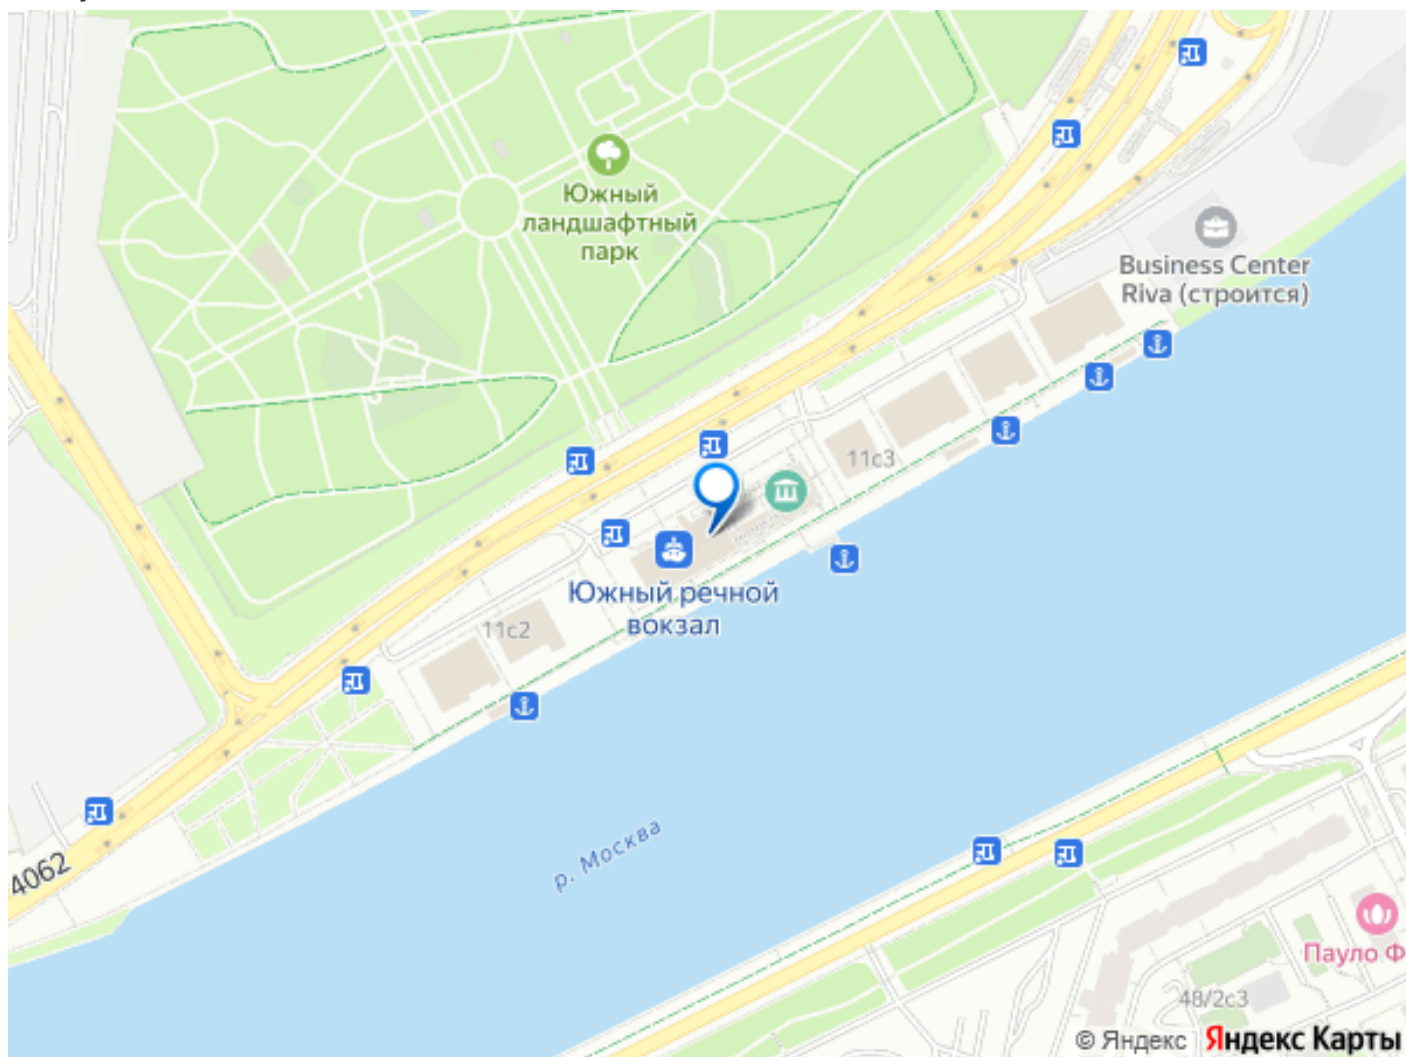 Южный
ландшафтный
парк
Business Center
Riva (строится)
11с3
Южный речной
вокзал
11с2
р. Москва
4062
Пауло Ф
48/2с3
© Яндекс Яндекс Карты